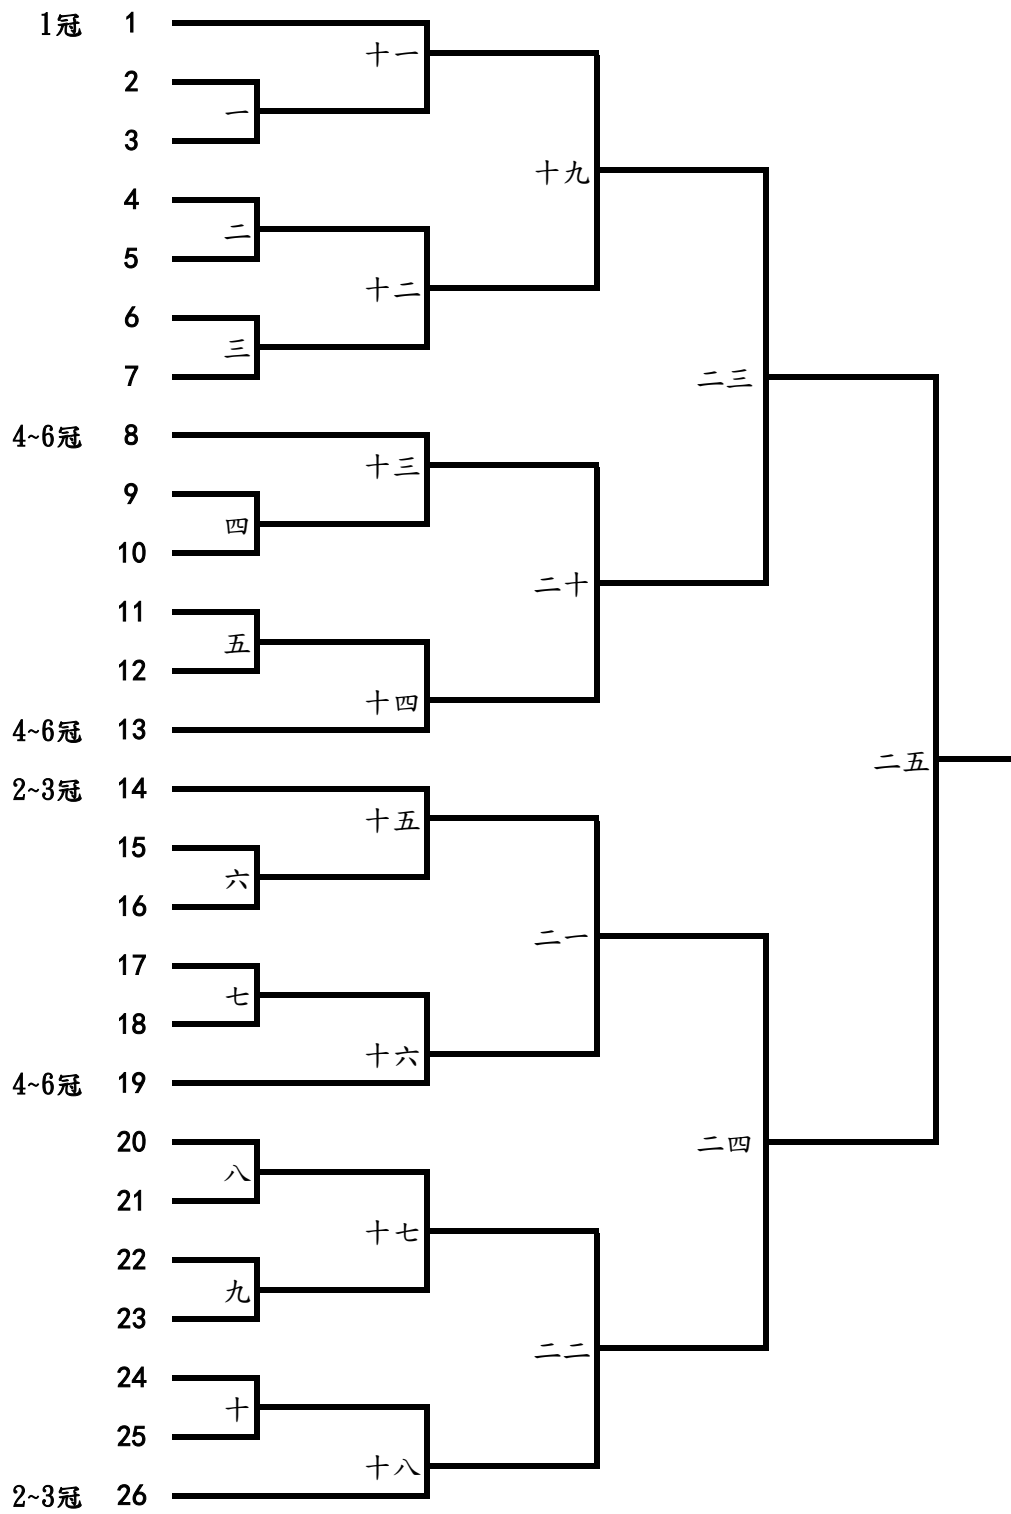 1冠 1
十一
2
一
3
十九
4
二
5
十二
6
三
7
二三
4~6冠 8
十三
9
四
10
二十
11
五
12
十四
4~6冠 13
二五
2~3冠 14
十五
15
六
16
二一
17
七
18
十六
4~6冠 19
20
二四
八
21
十七
22
九
23
二二
24
十
25
十八
2~3冠 26